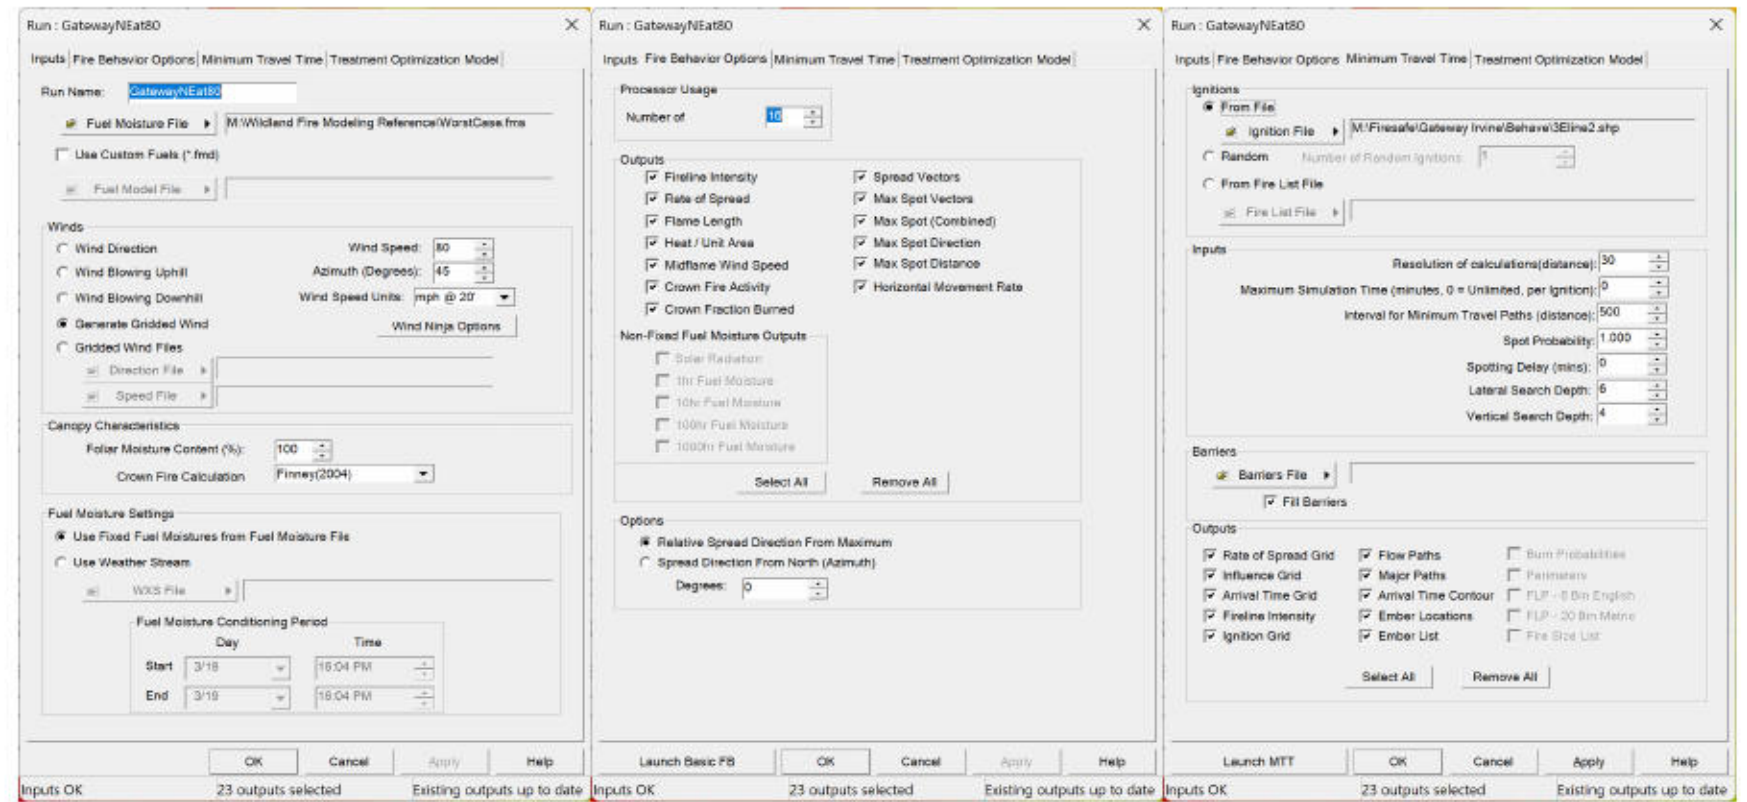 Run : GatewayNEat80
Inputs Fire Behavior Options Minimum Travel Time Treatment Optimization Model
Run Name: GatewayNEat80
Fuel Moisture File M:\Wildland Fire Modeling Reference\WorstCase.fms
Use Custom Fuels (*.fmd)
Fuel Model File
Winds
Wind Direction Wind Speed: 80
Wind Blowing Uphill Azimuth (Degrees): 45
Wind Blowing Downhill Wind Speed Units: mph @ 20'
Generate Gridded Wind Wind Ninja Options
Gridded Wind Files
Direction File
Speed File
Canopy Characteristics
Foliar Moisture Content (%): 100
Crown Fire Calculation Finney(2004)
Fuel Moisture Settings
Use Fixed Fuel Moistures from Fuel Moisture File
Use Weather Stream
WXS File
Fuel Moisture Conditioning Period
Day Time
Start 3/18 16:04 PM
End 3/19 16:04 PM
OK Cancel Apply Help
Inputs OK 23 outputs selected Existing outputs up to date
Run : GatewayNEat80
Inputs Fire Behavior Options Minimum Travel Time Treatment Optimization Model
Processor Usage
Number of 10
Outputs
Fireline Intensity Spread Vectors
Rate of Spread Max Spot Vectors
Flame Length Max Spot (Combined)
Heat / Unit Area Max Spot Direction
Midflame Wind Speed Max Spot Distance
Crown Fire Activity Horizontal Movement Rate
Crown Fraction Burned
Non-Fixed Fuel Moisture Outputs
Solar Radiation
1hr Fuel Moisture
10hr Fuel Moisture
100hr Fuel Moisture
1000hr Fuel Moisture
Select All Remove All
Options
Relative Spread Direction From Maximum
Spread Direction From North (Azimuth)
Degrees: 0
Launch Basic FB OK Cancel Apply Help
Inputs OK 23 outputs selected Existing outputs up to date
Run : GatewayNEat80
Inputs Fire Behavior Options Minimum Travel Time Treatment Optimization Model
Ignitions
From File
Ignition File M:\Firesafe\Gateway Irvine\Behave\3Eline2.shp
Random Number of Random Ignitions: 1
From Fire List File
Fire List File
Inputs
Resolution of calculations(distance): 30
Maximum Simulation Time (minutes, 0 = Unlimited, per Ignition): 0
Interval for Minimum Travel Paths (distance): 500
Spot Probability: 1.000
Spotting Delay (mins): 0
Lateral Search Depth: 6
Vertical Search Depth: 4
Barriers
Barriers File
Fill Barriers
Outputs
Rate of Spread Grid Flow Paths Burn Probabilities
Influence Grid Major Paths Perimeters
Arrival Time Grid Arrival Time Contour FLP - 6 Bin English
Fireline Intensity Ember Locations FLP - 20 Bin Metric
Ignition Grid Ember List Fire Size List
Select All Remove All
Launch MTT OK Cancel Apply Help
Inputs OK 23 outputs selected Existing outputs up to date